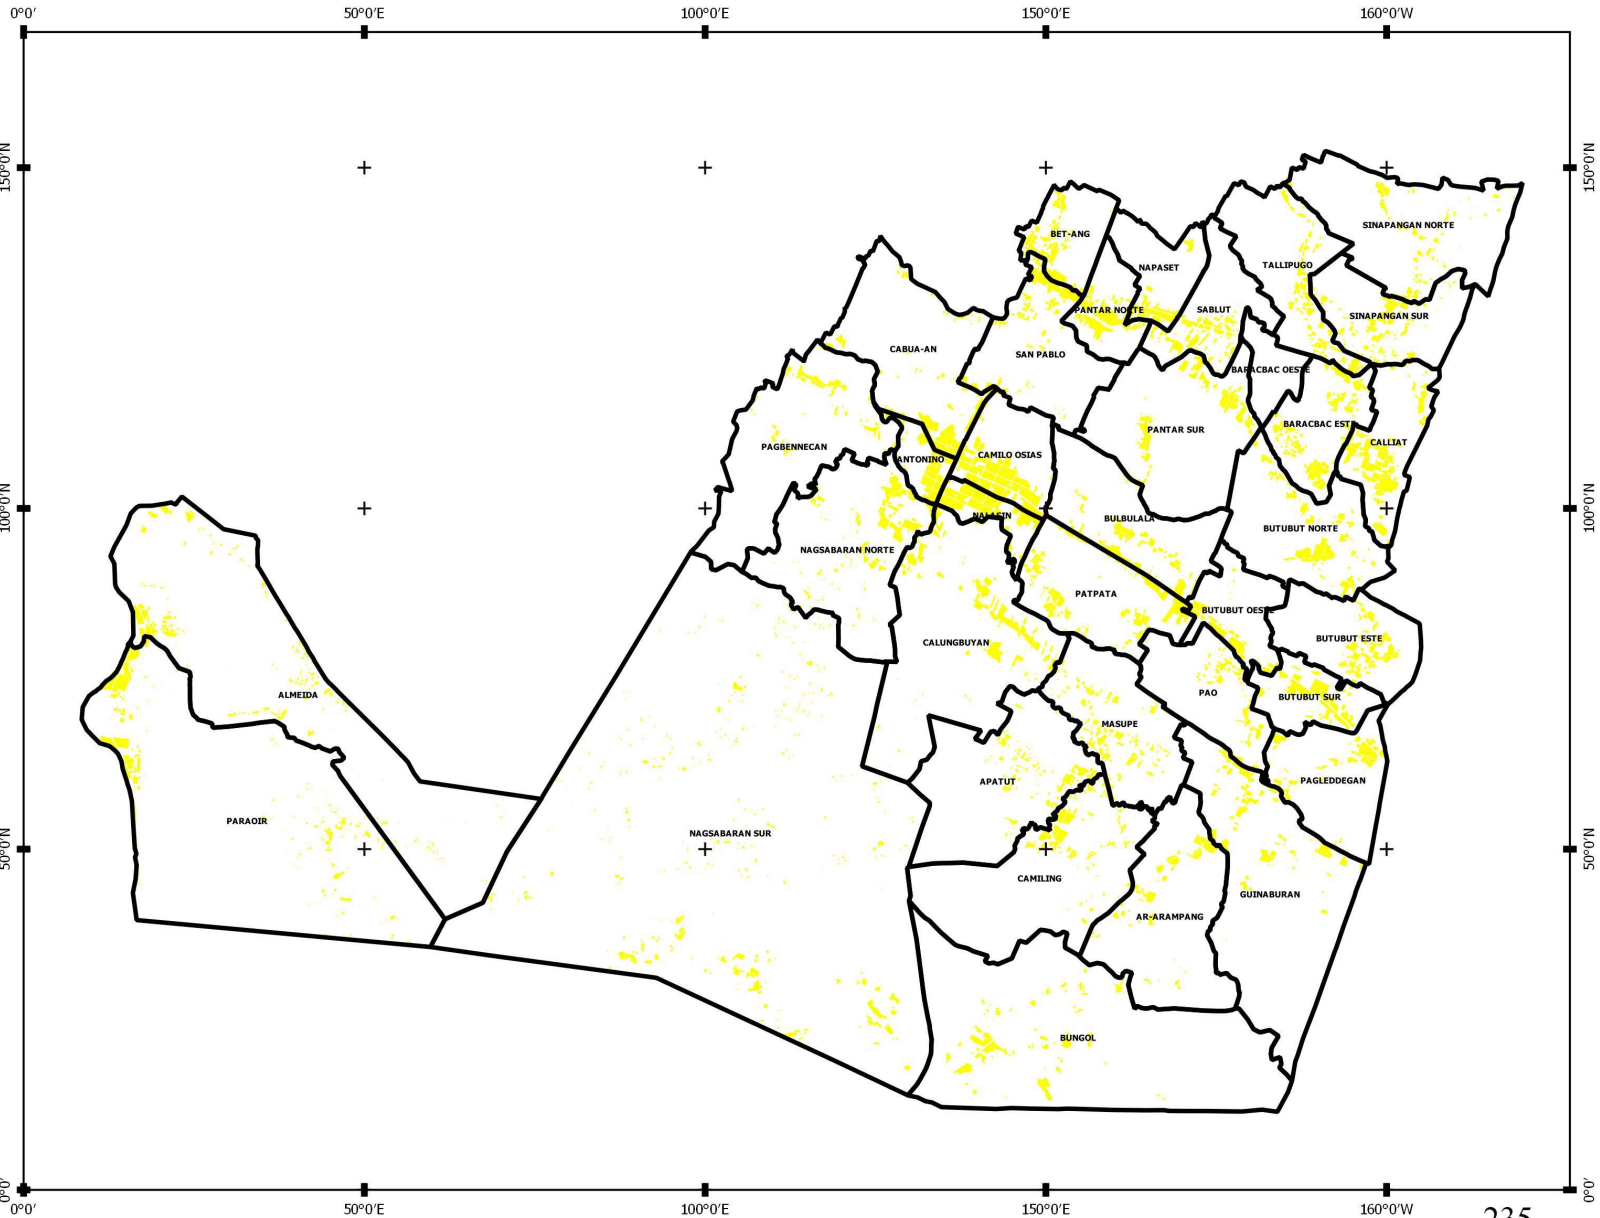 0°0' 50°0'E 100°0'E 150°0'E 160°0'W
150°0'N 150°0'N
SINAPANGAN NORTE
BET-ANG
TALLIPUGO
NAPASET
PANTAR NORTE SABLUT
SINAPANGAN SUR
CABUA-AN
SAN PABLO
BARACBAC OESTE
BARACBAC ESTE
PANTAR SUR
CALLIAT
PAGBENNECAN
CAMILO OSIAS
ANTONINO
100°0'N 100°0'N
NALASIN
BULBULALA
BUTUBUT NORTE
NAGSABARAN NORTE
PATPATA
BUTUBUT OESTE
BUTUBUT ESTE
CALUNGBUYAN
PAO
ALMEIDA
BUTUBUT SUR
MASUPE
APATUT
PAGLEDDEGAN
PARAOIR
NAGSABARAN SUR
50°0'N 50°0'N
CAMILING
GUINABURAN
AR-ARAMPANG
BUNGOL
0°0' 0°0'
0°0' 50°0'E 100°0'E 150°0'E 160°0'W
235